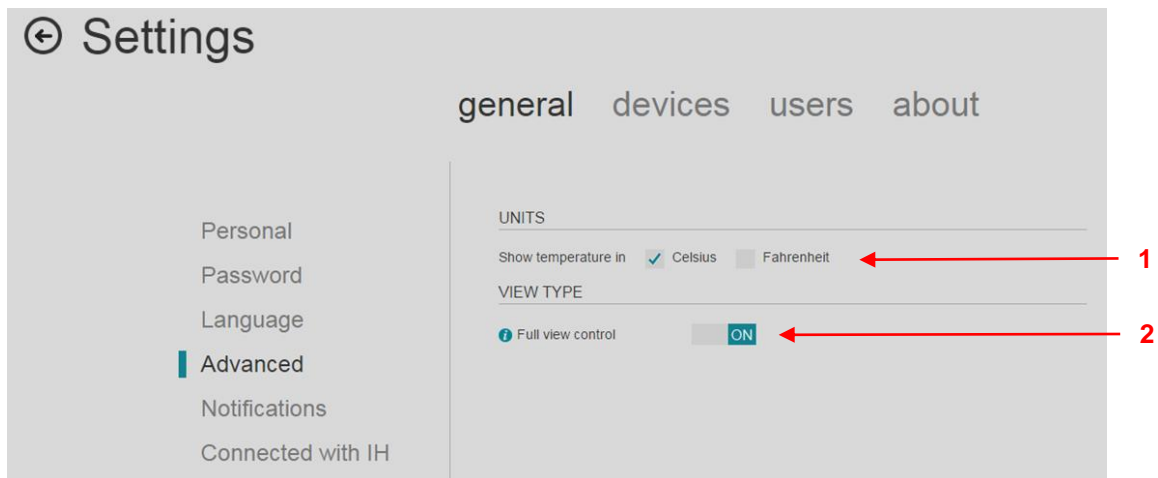 Settings
general devices users about
Personal
Password
Language
Advanced
Notifications
Connected with IH
UNITS
Show temperature in Celsius Fahrenheit
VIEW TYPE
Full view control ON
1
2